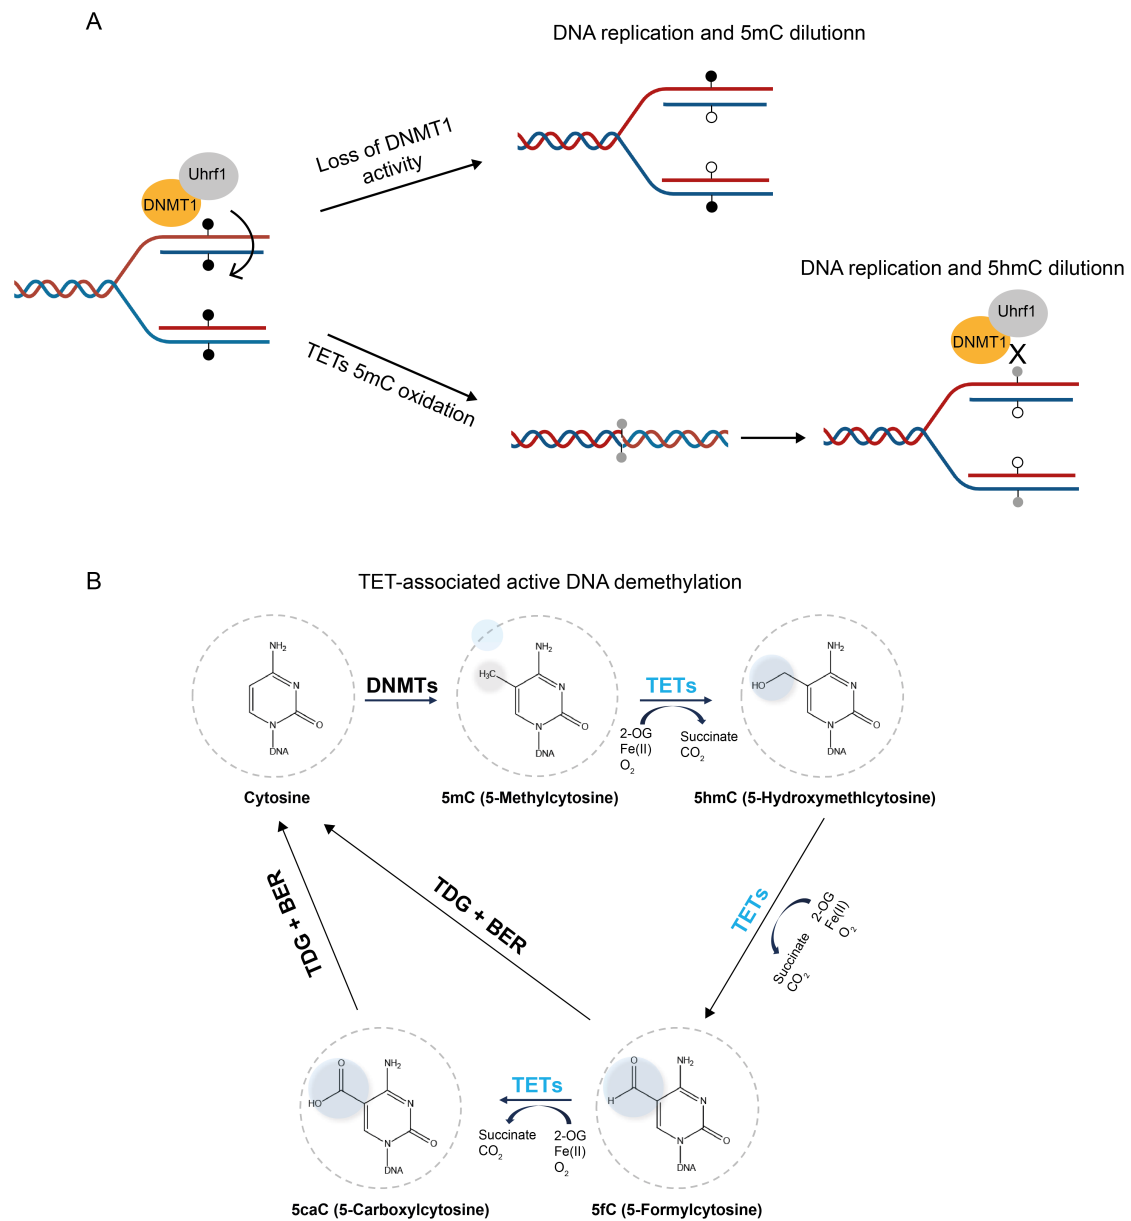 A
DNA replication and 5mC dilutionn
Loss of DNMT1
activity
Uhrf1
DNMT1
DNA replication and 5hmC dilutionn
Uhrf1
DNMT1
X
TETs 5mC oxidation
B
TET-associated active DNA demethylation
NH2
N
N
O
DNA
Cytosine
DNMTs
H3C
NH2
N
N
O
DNA
5mC (5-Methylcytosine)
TETs
2-OG
Fe(II)
O2
Succinate
CO2
HO
NH2
N
N
O
DNA
5hmC (5-Hydroxymethlcytosine)
TETs
2-OG
Fe(II)
O2
Succinate
CO2
TDG + BER
TDG + BER
O
HO
NH2
N
N
O
DNA
5caC (5-Carboxylcytosine)
TETs
Succinate
CO2
2-OG
Fe(II)
O2
O
H
NH2
N
N
O
DNA
5fC (5-Formylcytosine)